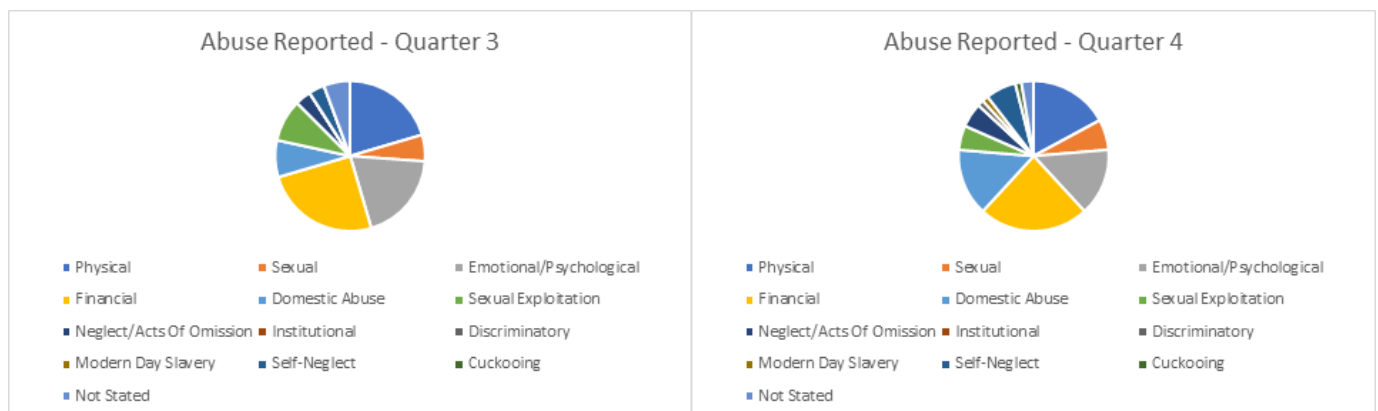 Abuse Reported - Quarter 3
Physical
Sexual
Emotional/Psychological
Financial
Domestic Abuse
Sexual Exploitation
Neglect/Acts Of Omission
Institutional
Discriminatory
Modern Day Slavery
Self-Neglect
Cuckooing
Not Stated
Abuse Reported - Quarter 4
Physical
Sexual
Emotional/Psychological
Financial
Domestic Abuse
Sexual Exploitation
Neglect/Acts Of Omission
Institutional
Discriminatory
Modern Day Slavery
Self-Neglect
Cuckooing
Not Stated